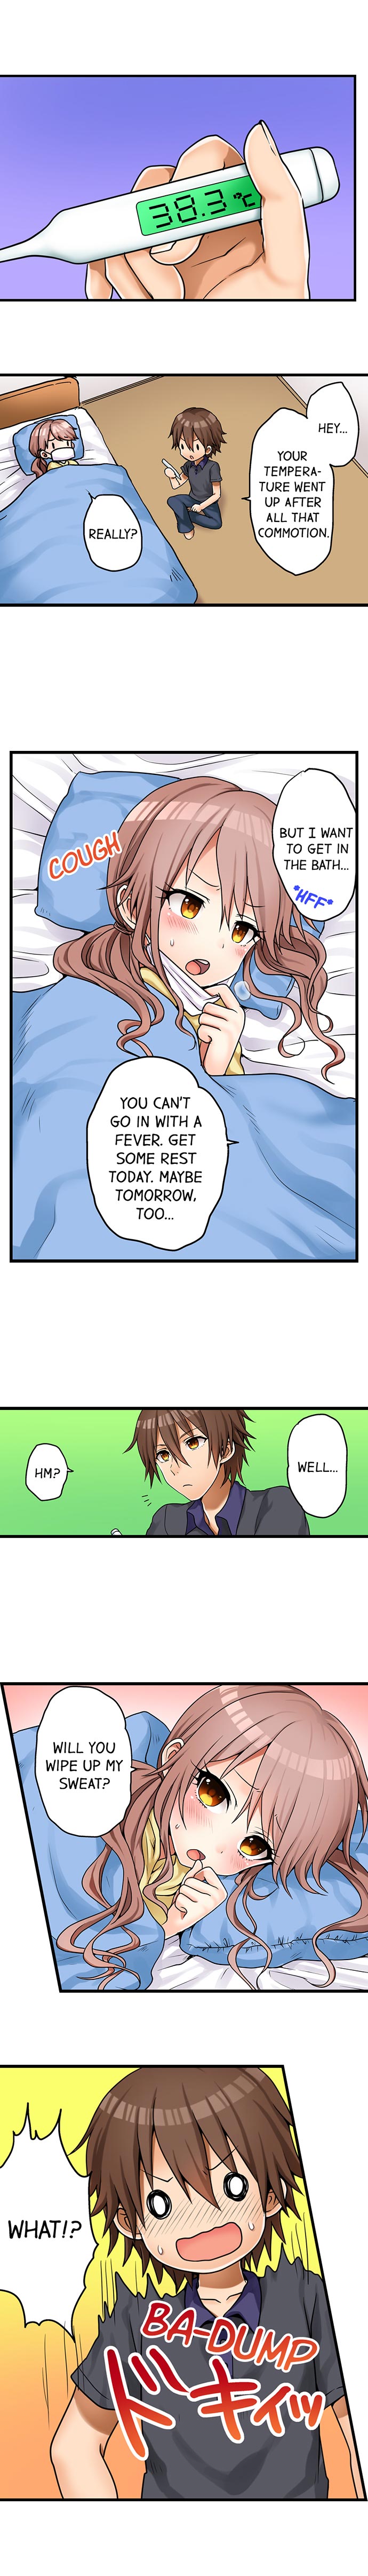 38.3 °C
HEY...
YOUR
TEMPERA-
TURE WENT
UP AFTER
ALL THAT
COMMOTION.
REALLY?
BUT I WANT
TO GET IN
THE BATH...
*HFF*
COUGH
YOU CAN'T
GO IN WITH A
FEVER. GET
SOME REST
TODAY. MAYBE
TOMORROW,
TOO...
WELL...
HM?
WILL YOU
WIPE UP MY
SWEAT?
WHAT!?
BA-DUMP
ドキィッ